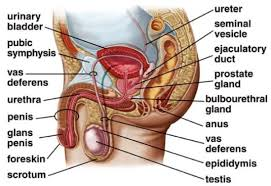 urinary
bladder
pubic
symphysis
vas
deferens
urethra
penis
glans
penis
foreskin
scrotum
ureter
seminal
vesicle
ejaculatory
duct
prostate
gland
bulbourethral
gland
anus
vas
deferens
epididymis
testis